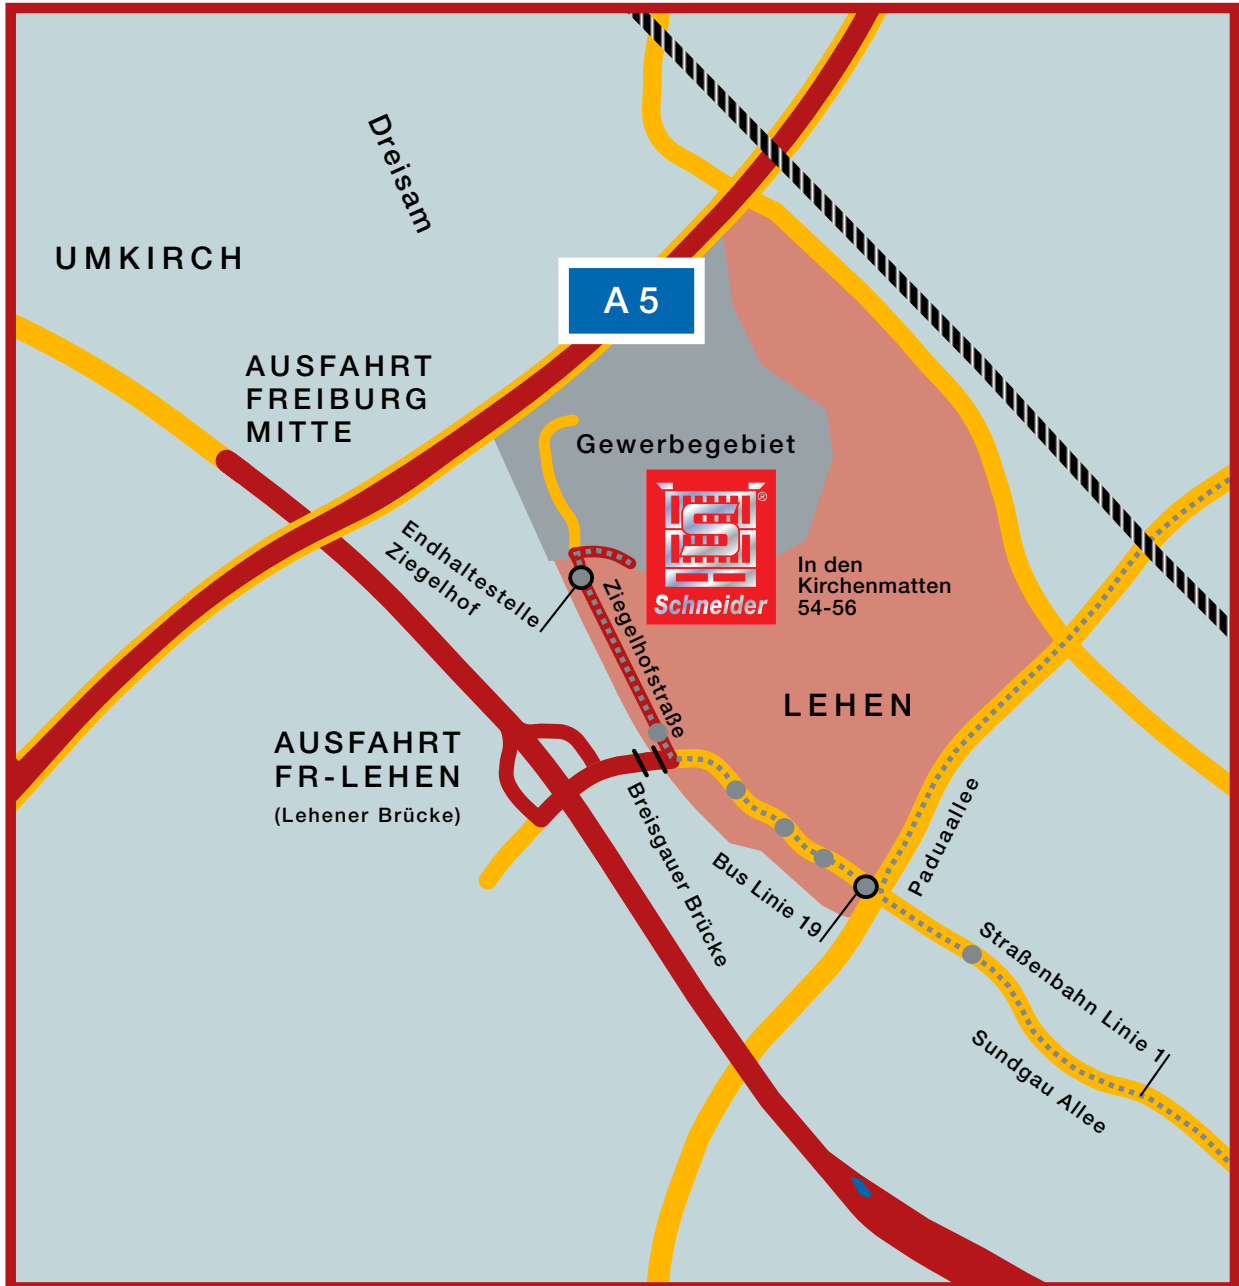 Dreisam
UMKIRCH
A 5
AUSFAHRT
FREIBURG
MITTE
Gewerbegebiet
®
S
Schneider
In den
Kirchenmatten
54-56
Endhaltestelle
Ziegelhof
Ziegelhofstraße
LEHEN
AUSFAHRT
FR-LEHEN
(Lehener Brücke)
Breisgauer Brücke
Bus Linie 19
Paduaallee
Straßenbahn Linie 1
Sundgau Allee